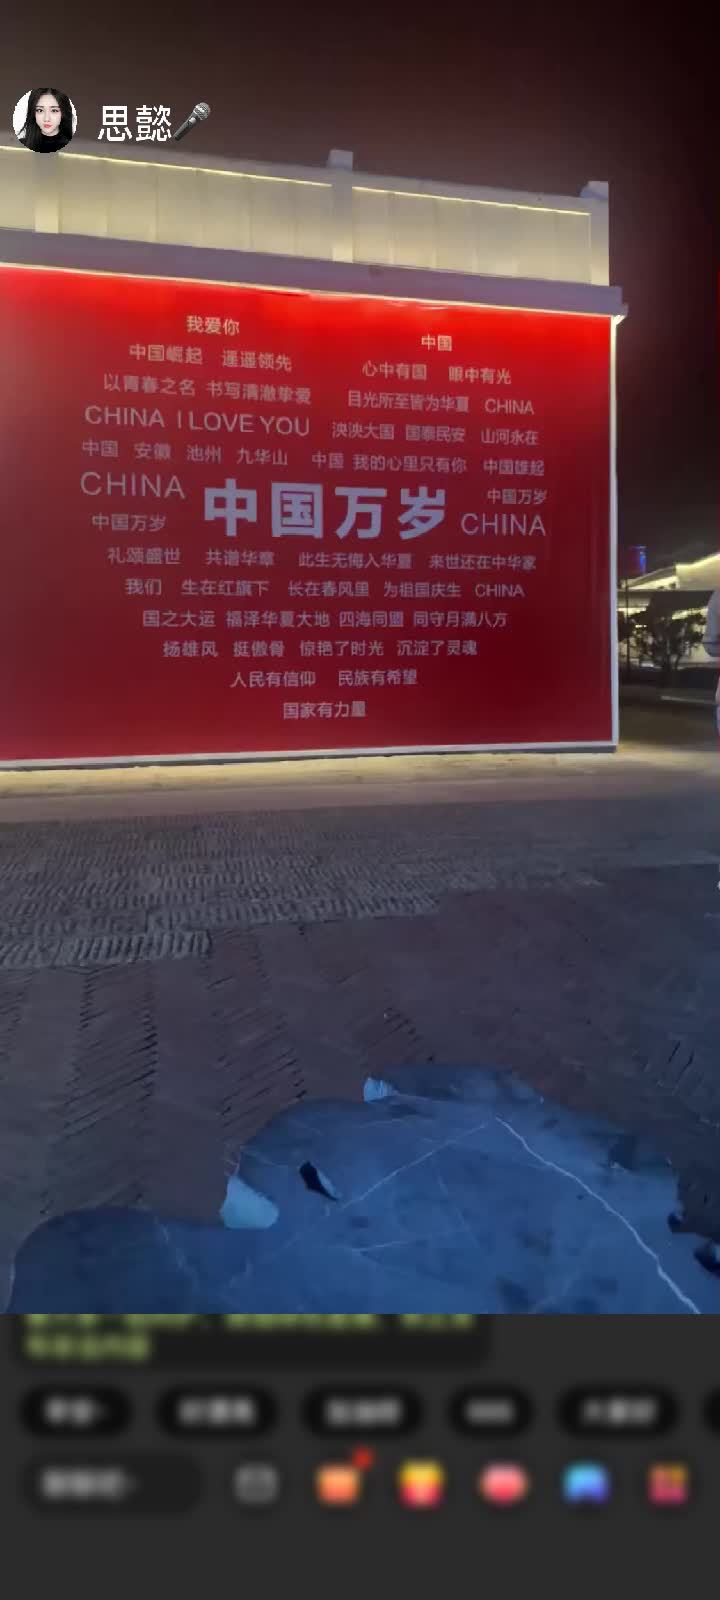 思懿🎤
我爱你 中国
中国崛起 遥遥领先 心中有国 眼中有光
以青春之名 书写清澈挚爱 目光所至皆为华夏 CHINA
CHINA I LOVE YOU 泱泱大国 国泰民安 山河永在
中国 安徽 池州 九华山 中国 我的心里只有你 中国雄起
CHINA 中国万岁 中国万岁
中国万岁 CHINA
礼颂盛世 共谱华章 此生无悔入华夏 来世还在中华家
我们 生在红旗下 长在春风里 为祖国庆生 CHINA
国之大运 福泽华夏大地 四海同盟 同守月满八方
扬雄风 挺傲骨 惊艳了时光 沉淀了灵魂
人民有信仰 民族有希望
国家有力量